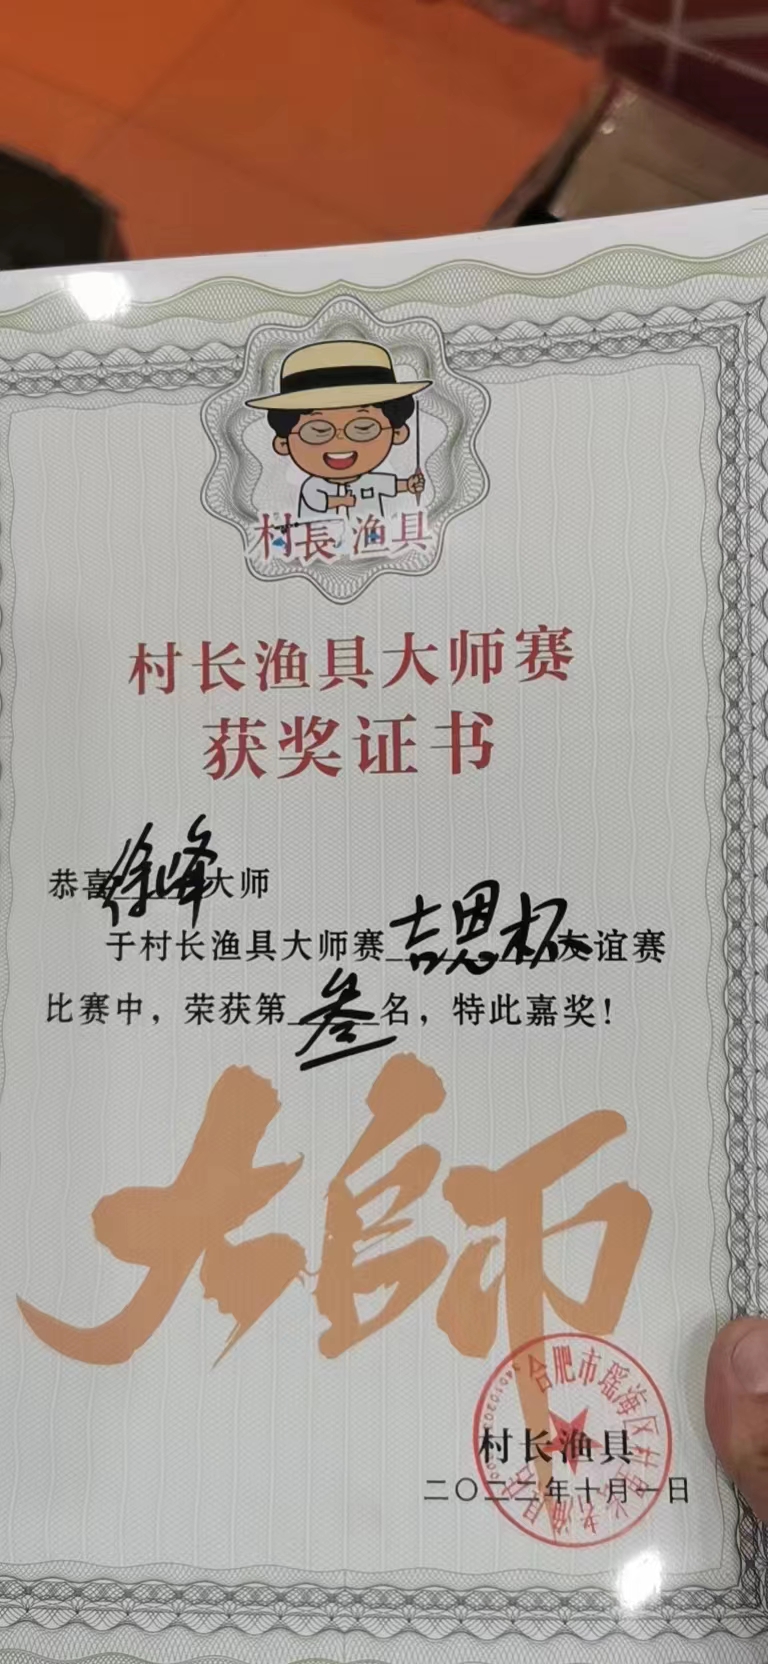 村長渔具
村长渔具大师赛
获奖证书
恭喜徐峰大师
于村长渔具大师赛吉恩杯友谊赛
比赛中，荣获第叁名，特此嘉奖！
大師
合肥市瑶海区
村长渔具
二〇二二年十月一日